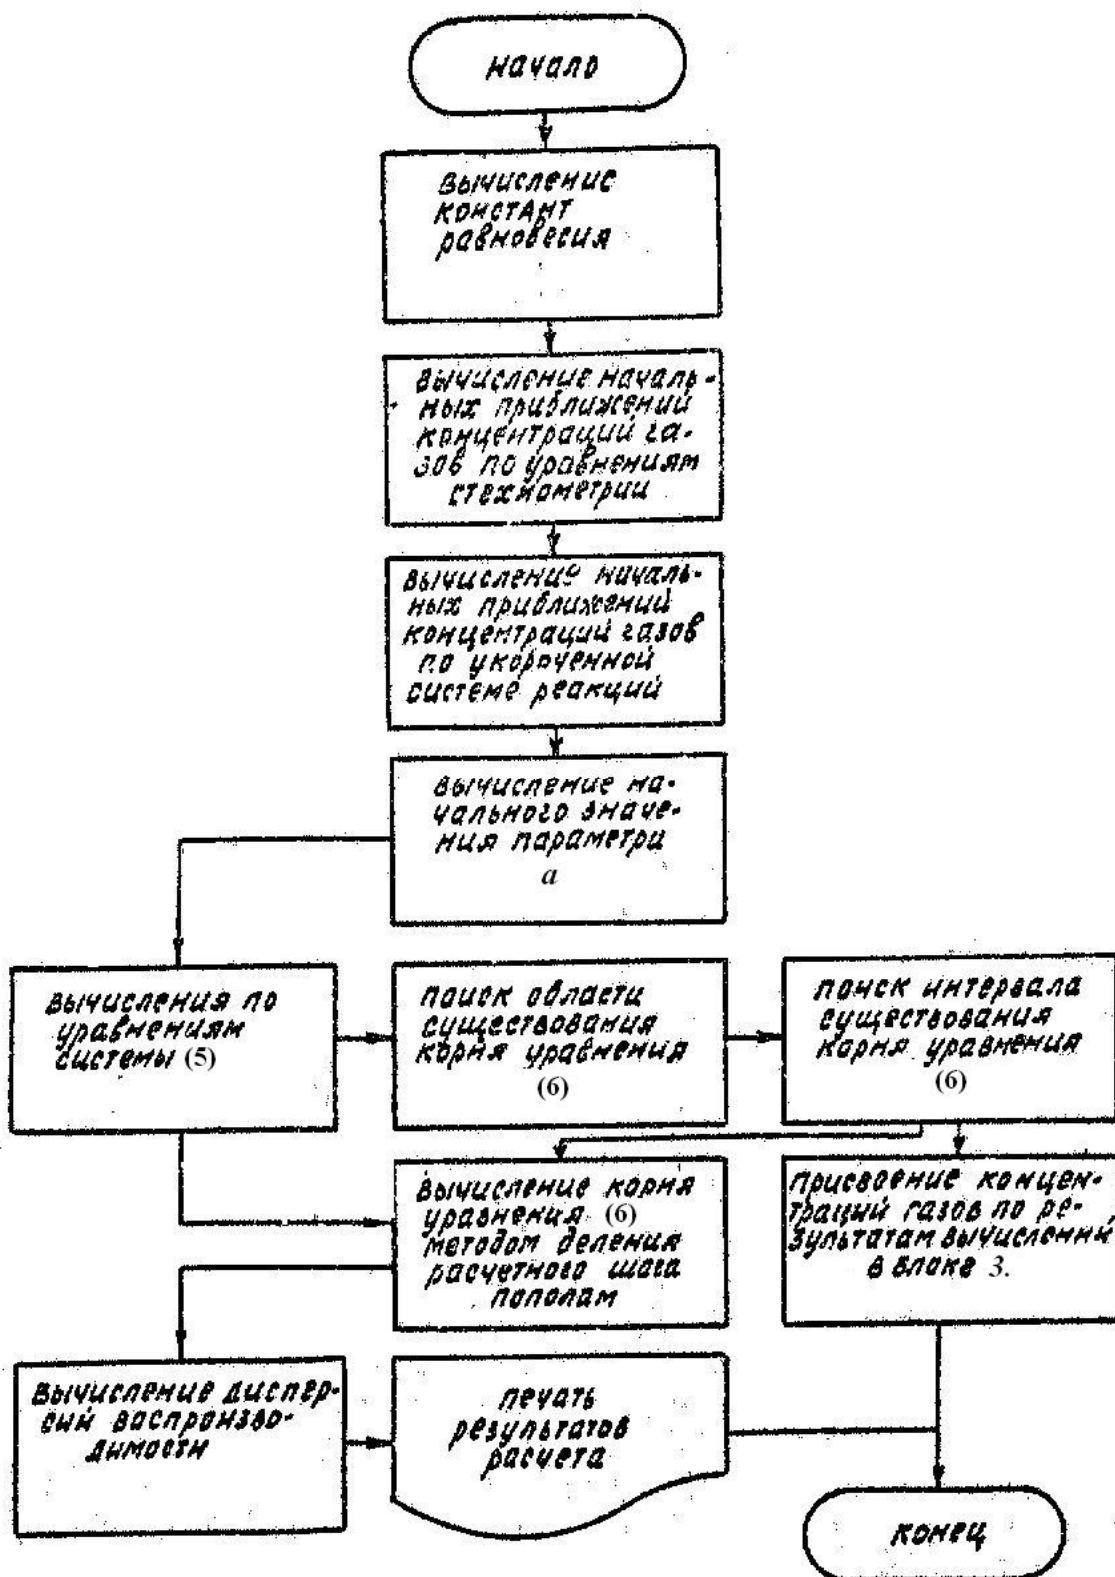 начало
вычисление
констант
равновесия
вычисление началь-
ных приближений
концентраций га-
зов по уравнениям
стехиометрии
вычисление началь-
ных приближений
концентраций газов
по укороченной
системе реакций
вычисление на-
чального значе-
ния параметра
а
вычисления по
уравнениям
системы (5)
поиск области
существования
корня уравнения
(6)
поиск интервала
существования
корня уравнения
(6)
вычисление корня
уравнения (6)
методом деления
расчетного шага
пополам
присвоение концен-
траций газов по ре-
зультатам вычислений
в блоке 3.
вычисление диспер-
сий воспроизво-
димости
печать
результатов
расчета
конец